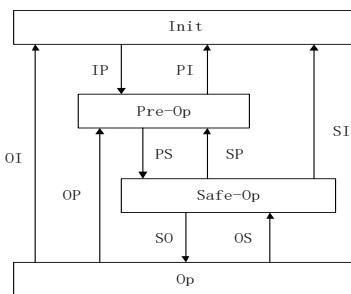 Init
IP PI
Pre-Op
SI
PS SP
OI
OP
Safe-Op
SO OS
Op